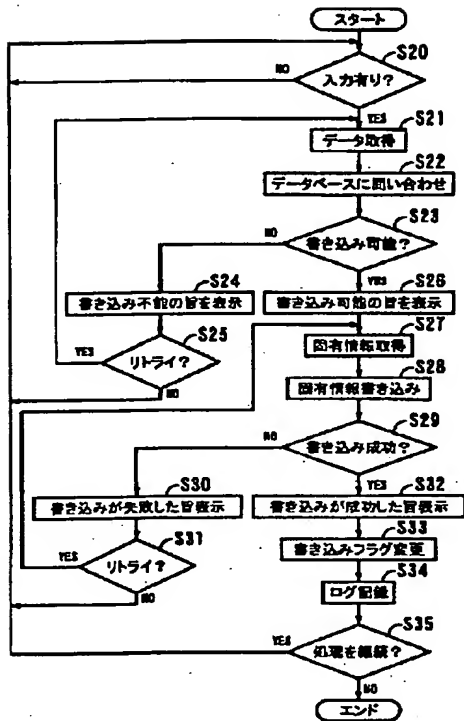 スタート
S20
NO
入力有り？
YES
S21
データ取得
S22
データベースに問い合わせ
S23
NO
書き込み可能？
S24
YES
S26
書き込み不能の旨を表示
書き込み可能の旨を表示
S25
S27
YES
リトライ？
固有情報取得
NO
S28
固有情報書き込み
S29
NO
書き込み成功？
S30
YES
S32
書き込みが失敗した旨表示
書き込みが成功した旨表示
S31
S33
YES
リトライ？
書き込みフラグ変更
NO
S34
ログ記録
S35
YES
処理を継続？
NO
エンド